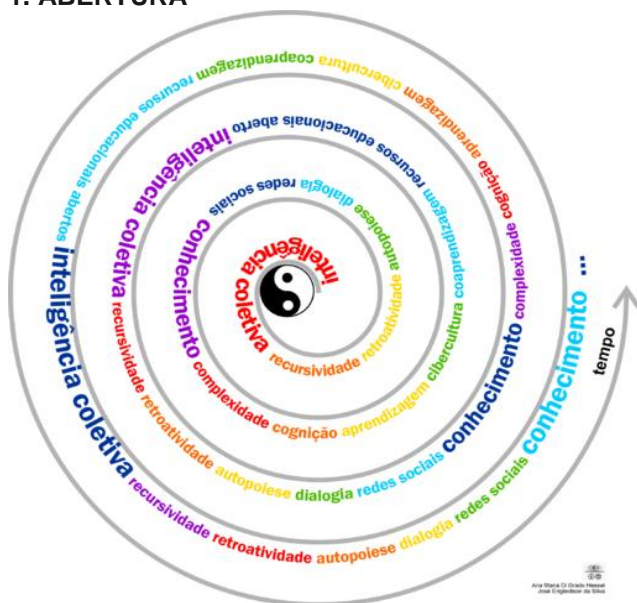 1. ABERTURA
inteligência coletiva recursividade retroatividade autopoiese dialogia redes sociais
conhecimento complexidade cognição aprendizagem cibercultura coaprendizagem recursos educacionais aberto
inteligência coletiva recursividade retroatividade autopoiese dialogia redes sociais
conhecimento complexidade cognição aprendizagem cibercultura coaprendizagem recursos educacionais abertos
inteligência coletiva recursividade retroatividade autopoiese dialogia redes sociais
conhecimento ...
tempo
Ana Maria Di Grado Hessel
José Erigleidson da Silva